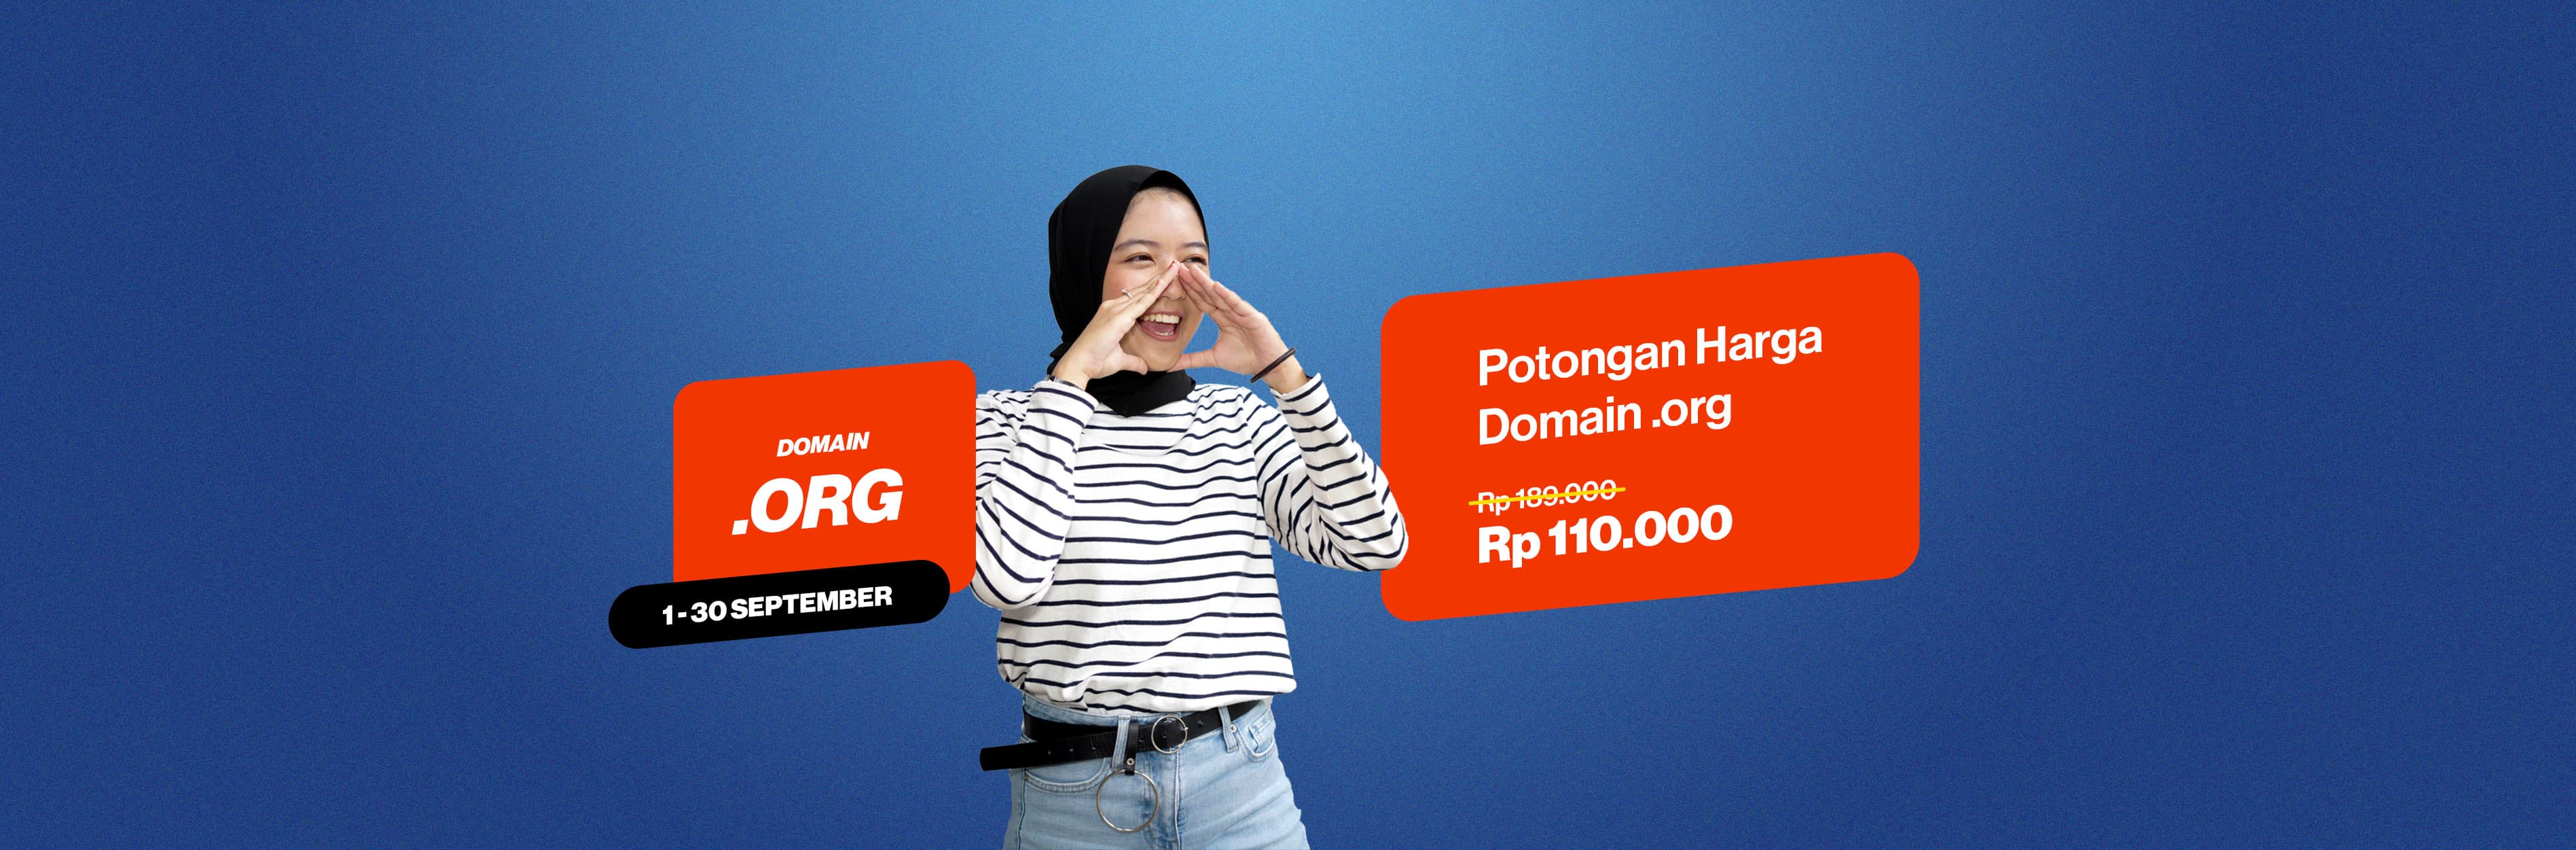 DOMAIN
.ORG
1 - 30 SEPTEMBER
Potongan Harga
Domain .org
Rp 189.000
Rp 110.000